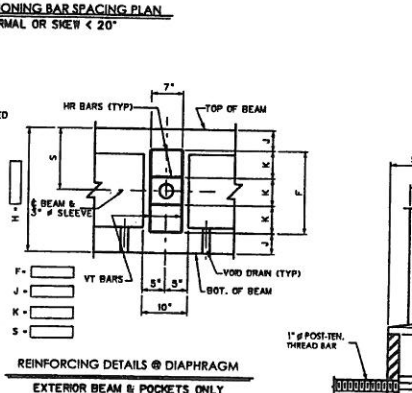 ONING BAR SPACING PLAN
RMAL OR SKEW < 20°
7"
ED
HR BARS (TYP)
TOP OF BEAM
S
J
K
K
K
J
F
H =
℄ BEAM &
3" ø SLEEVE
VT BARS
VOID DRAIN (TYP)
5" 5"
BOT. OF BEAM
10"
F=
J =
K =
S =
1" ø POST-TEN.
THREAD BAR
REINFORCING DETAILS @ DIAPHRAGM
EXTERIOR BEAM & POCKETS ONLY